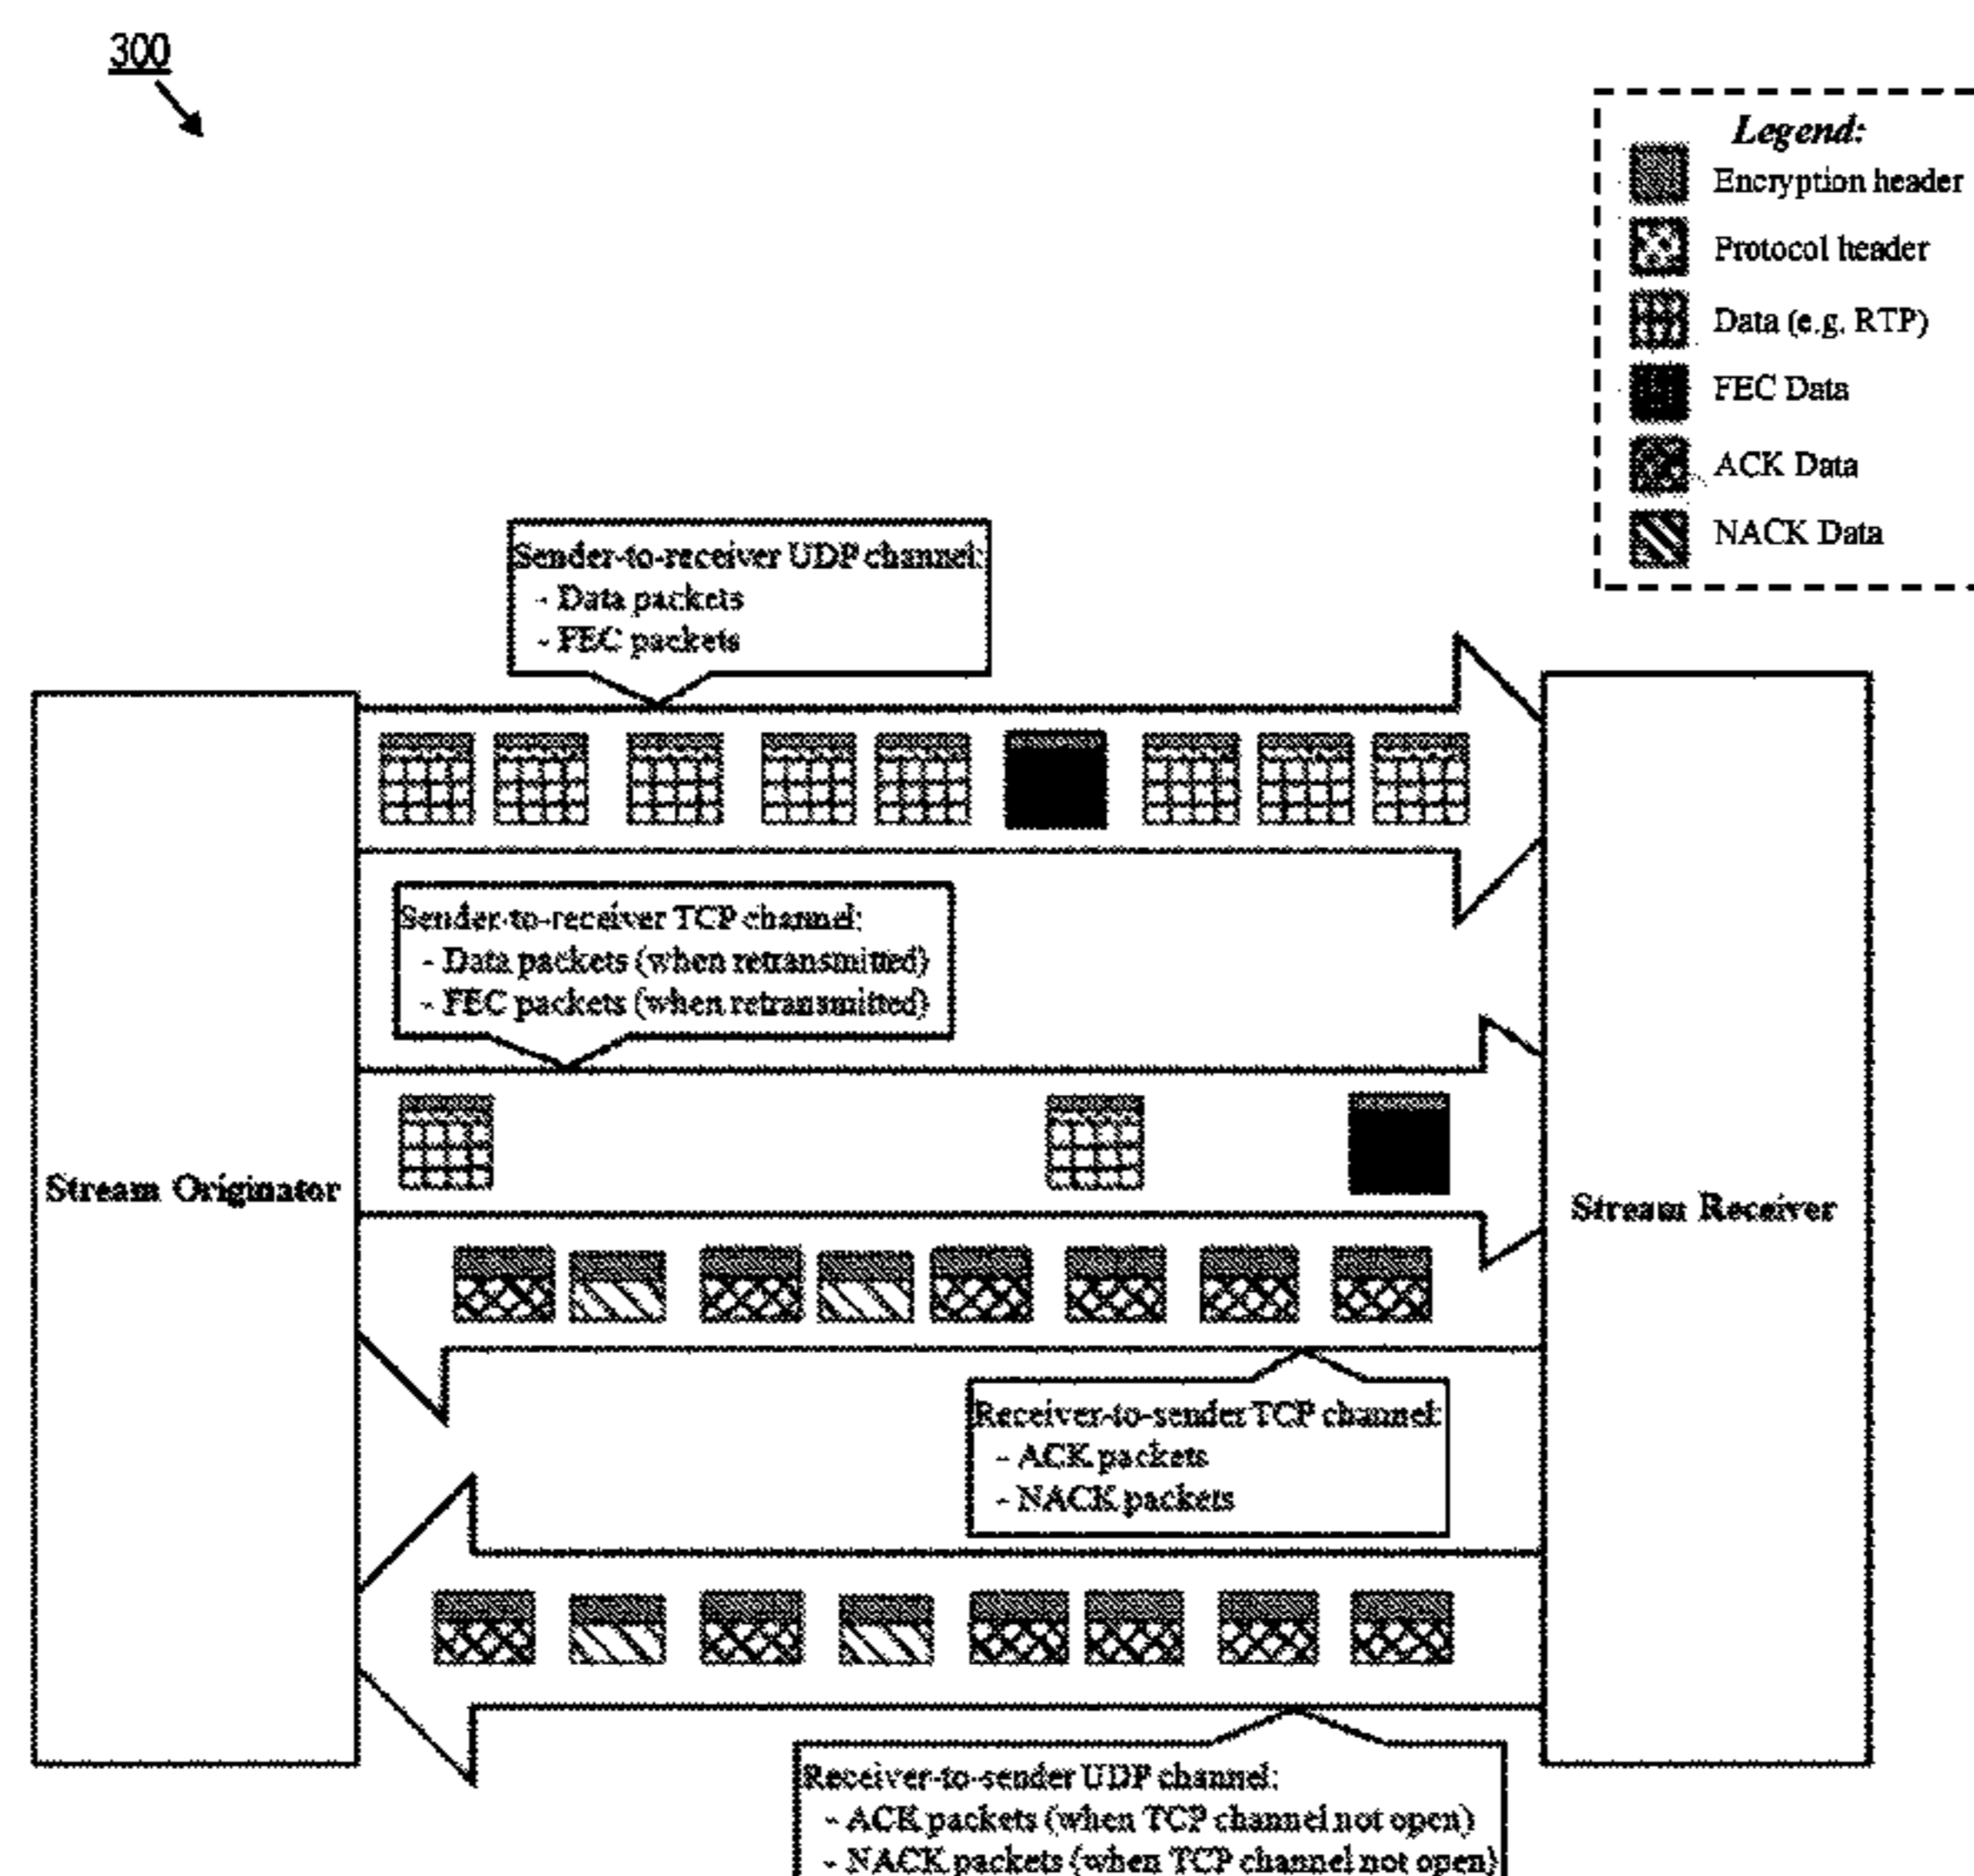 300
Legend:
Encryption header
Protocol header
Data (e.g. RTP)
FEC Data
ACK Data
NACK Data
Sender-to-receiver UDP channel:
- Data packets
- FEC packets
Sender-to-receiver TCP channel:
- Data packets (when retransmitted)
- FEC packets (when retransmitted)
Stream Originator
Stream Receiver
Receiver-to-sender TCP channel:
- ACK packets
- NACK packets
Receiver-to-sender UDP channel:
- ACK packets (when TCP channel not open)
- NACK packets (when TCP channel not open)